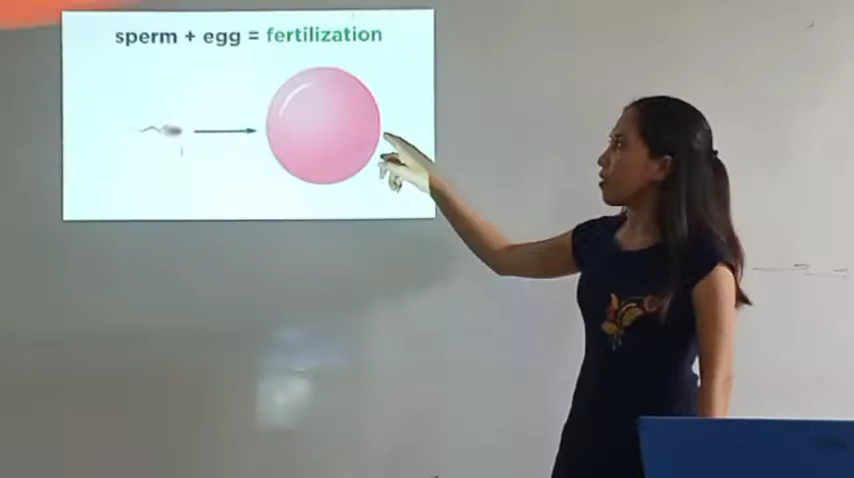 sperm + egg = fertilization